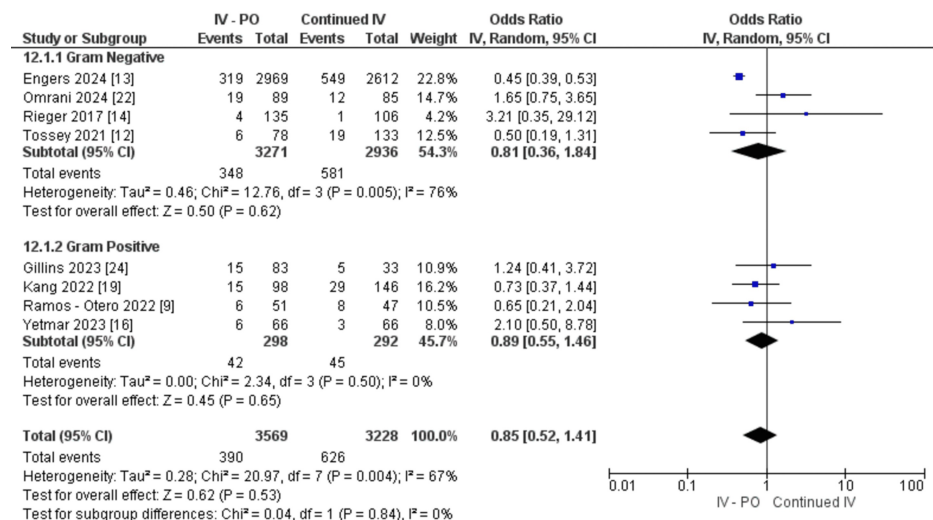 IV - PO Continued IV Odds Ratio Odds Ratio
Study or Subgroup Events Total Events Total Weight IV, Random, 95% CI IV, Random, 95% CI
12.1.1 Gram Negative
Engers 2024 [13] 319 2969 549 2612 22.8% 0.45 [0.39, 0.53]
Omrani 2024 [22] 19 89 12 85 14.7% 1.65 [0.75, 3.65]
Rieger 2017 [14] 4 135 1 106 4.2% 3.21 [0.35, 29.12]
Tossey 2021 [12] 6 78 19 133 12.5% 0.50 [0.19, 1.31]
Subtotal (95% CI) 3271 2936 54.3% 0.81 [0.36, 1.84]
Total events 348 581
Heterogeneity: Tau² = 0.46; Chi² = 12.76, df = 3 (P = 0.005); I² = 76%
Test for overall effect: Z = 0.50 (P = 0.62)
12.1.2 Gram Positive
Gillins 2023 [24] 15 83 5 33 10.9% 1.24 [0.41, 3.72]
Kang 2022 [19] 15 98 29 146 16.2% 0.73 [0.37, 1.44]
Ramos - Otero 2022 [9] 6 51 8 47 10.5% 0.65 [0.21, 2.04]
Yetmar 2023 [16] 6 66 3 66 8.0% 2.10 [0.50, 8.78]
Subtotal (95% CI) 298 292 45.7% 0.89 [0.55, 1.46]
Total events 42 45
Heterogeneity: Tau² = 0.00; Chi² = 2.34, df = 3 (P = 0.50); I² = 0%
Test for overall effect: Z = 0.45 (P = 0.65)
Total (95% CI) 3569 3228 100.0% 0.85 [0.52, 1.41]
Total events 390 626
Heterogeneity: Tau² = 0.28; Chi² = 20.97, df = 7 (P = 0.004); I² = 67%
Test for overall effect: Z = 0.62 (P = 0.53)
Test for subgroup differences: Chi² = 0.04, df = 1 (P = 0.84), I² = 0%
0.01 0.1 1 10 100
IV - PO Continued IV